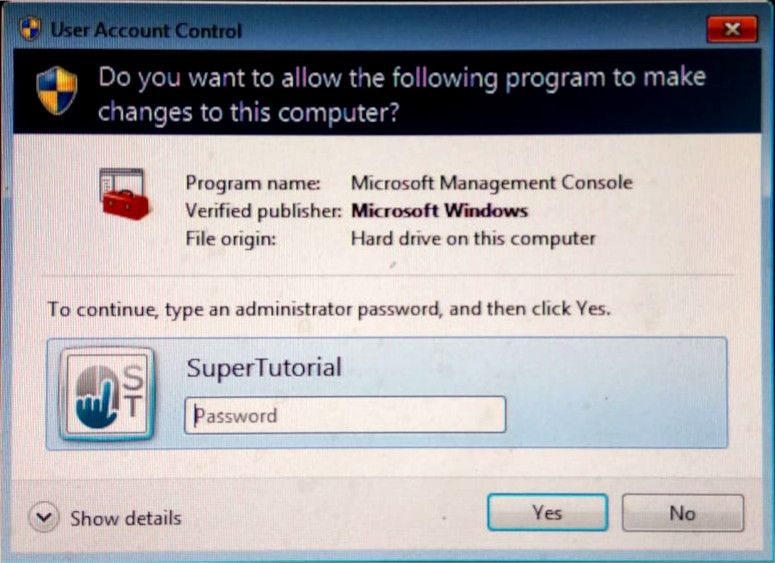 User Account Control
Do you want to allow the following program to make
changes to this computer?
Program name: Microsoft Management Console
Verified publisher: Microsoft Windows
File origin: Hard drive on this computer
To continue, type an administrator password, and then click Yes.
SuperTutorial
S
T
Password
Show details
Yes
No